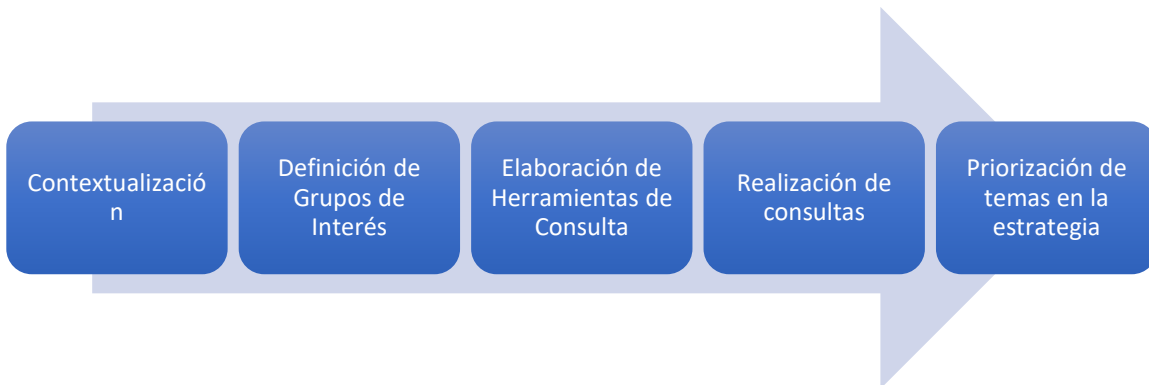 Contextualizació
n
Definición de
Grupos de
Interés
Elaboración de
Herramientas de
Consulta
Realización de
consultas
Priorización de
temas en la
estrategia